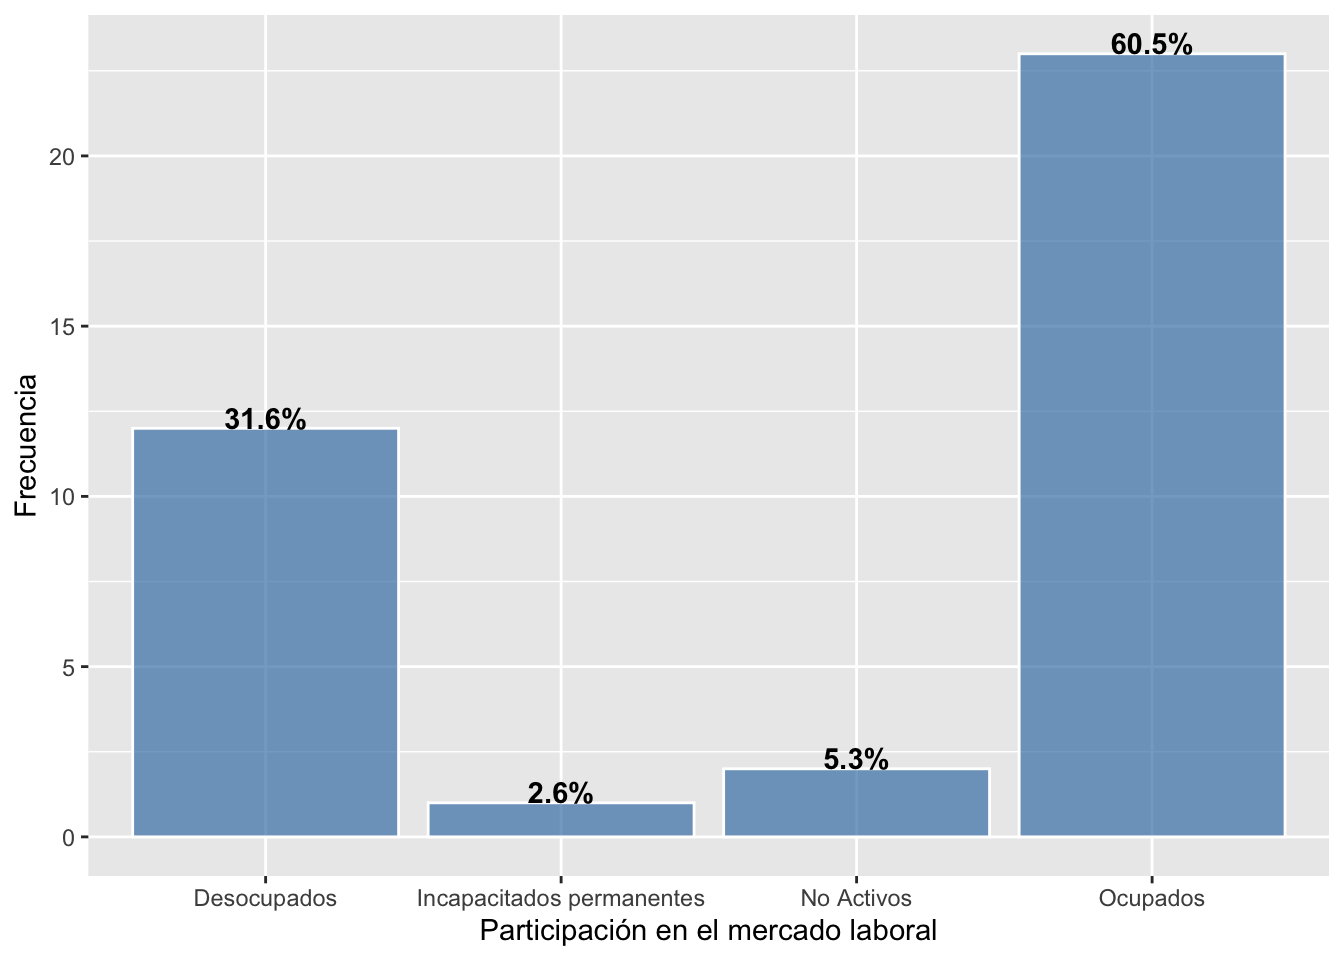 60.5%
20
15
31.6%
10
5
5.3%
2.6%
0
Frecuencia
Desocupados
Incapacitados permanentes
No Activos
Ocupados
Participación en el mercado laboral